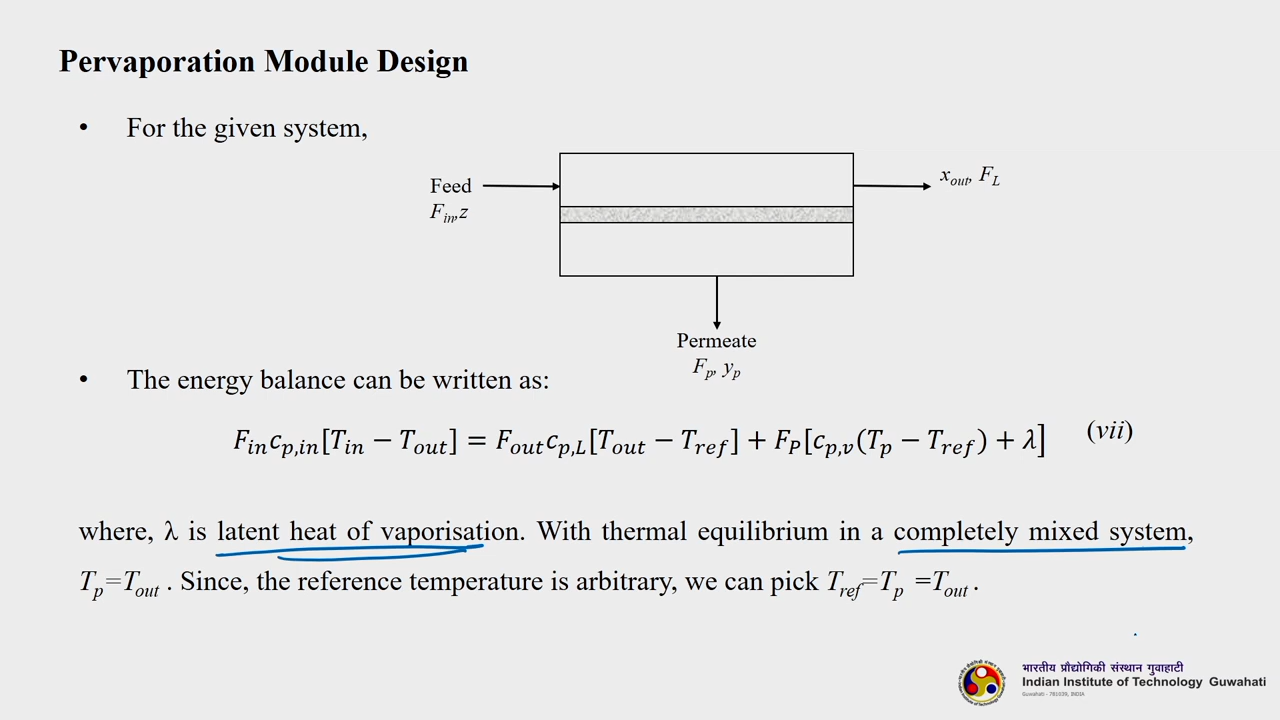 Pervaporation Module Design
• For the given system,
Feed
F_in,z
x_out, F_L
Permeate
F_p, y_p
• The energy balance can be written as:
F_in c_p,in [T_in − T_out] = F_out c_p,L [T_out − T_ref] + F_P [c_p,v (T_p − T_ref) + λ] (vii)
where, λ is latent heat of vaporisation. With thermal equilibrium in a completely mixed system,
T_p=T_out . Since, the reference temperature is arbitrary, we can pick T_ref=T_p =T_out .
भारतीय प्रौद्योगिकी संस्थान गुवाहाटी
Indian Institute of Technology Guwahati
Guwahati - 781039, INDIA